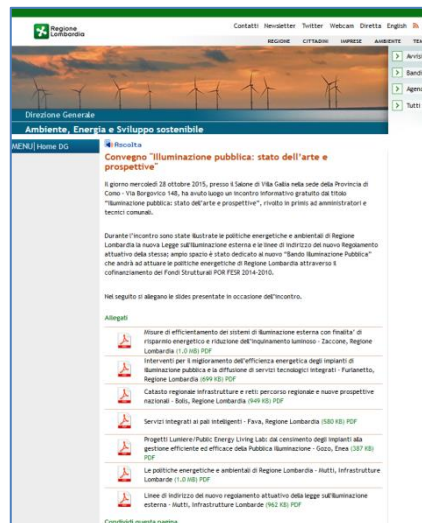 Regione
Lombardia
Contatti Newsletter Twitter Webcam Diretta English
REGIONE CITTADINI IMPRESE AMBIENTE
Avvisi
Bandi
Tutti
Direzione Generale
Ambiente, Energia e Sviluppo sostenibile
MENU| Home DG
Ascolta
Convegno "Illuminazione pubblica: stato dell'arte e
prospettive"
Il giorno mercoledì 28 ottobre 2015, presso il Salone di Villa Gallia nella sede della Provincia di
Como - Via Borgovico 148, ha avuto luogo un incontro informativo gratuito dal titolo
"Illuminazione pubblica: stato dell'arte e prospettive", rivolto in primis ad amministratori e
tecnici comunali.
Durante l'incontro sono state illustrate le politiche energetiche e ambientali di Regione
Lombardia la nuova Legge sull'illuminazione esterna e le linee di indirizzo del nuovo Regolamento
attuativo della stessa; ampio spazio è stato dedicato al nuovo "Bando Illuminazione Pubblica"
che andrà ad attuare le politiche energetiche di Regione Lombardia attraverso il
cofinanziamento dei Fondi Strutturali POR FESR 2014-2010.
Nel seguito si allegano le slides presentate in occasione dell'incontro.
Allegati
Misure di efficientamento dei sistemi di illuminazione esterna con finalita' di
risparmio energetico e riduzione dell'inquinamento luminoso - Zaccone, Regione
Lombardia (1.0 MB) PDF
Interventi per il miglioramento dell'efficienza energetica degli impianti di
illuminazione pubblica e la diffusione di servizi tecnologici integrati - Furlanetto,
Regione Lombardia (699 KB) PDF
Catasto regionale infrastrutture e reti: percorso regionale e nuove prospettive
nazionali - Bolis, Regione Lombardia (949 KB) PDF
Servizi integrati ai pali intelligenti - Fava, Regione Lombardia (580 KB) PDF
Progetti Lumiere/Public Energy Living Lab: dal censimento degli impianti alla
gestione efficiente ed efficace della Pubblica Illuminazione - Gozo, Enea (387 KB)
PDF
Le politiche energetiche e ambientali di Regione Lombardia - Mutti, Infrastrutture
Lombarde (1.0 MB) PDF
Linee di indirizzo del nuovo regolamento attuativo della legge sull'illuminazione
esterna - Mutti, Infrastrutture Lombarde (962 KB) PDF
Condividi questa pagina